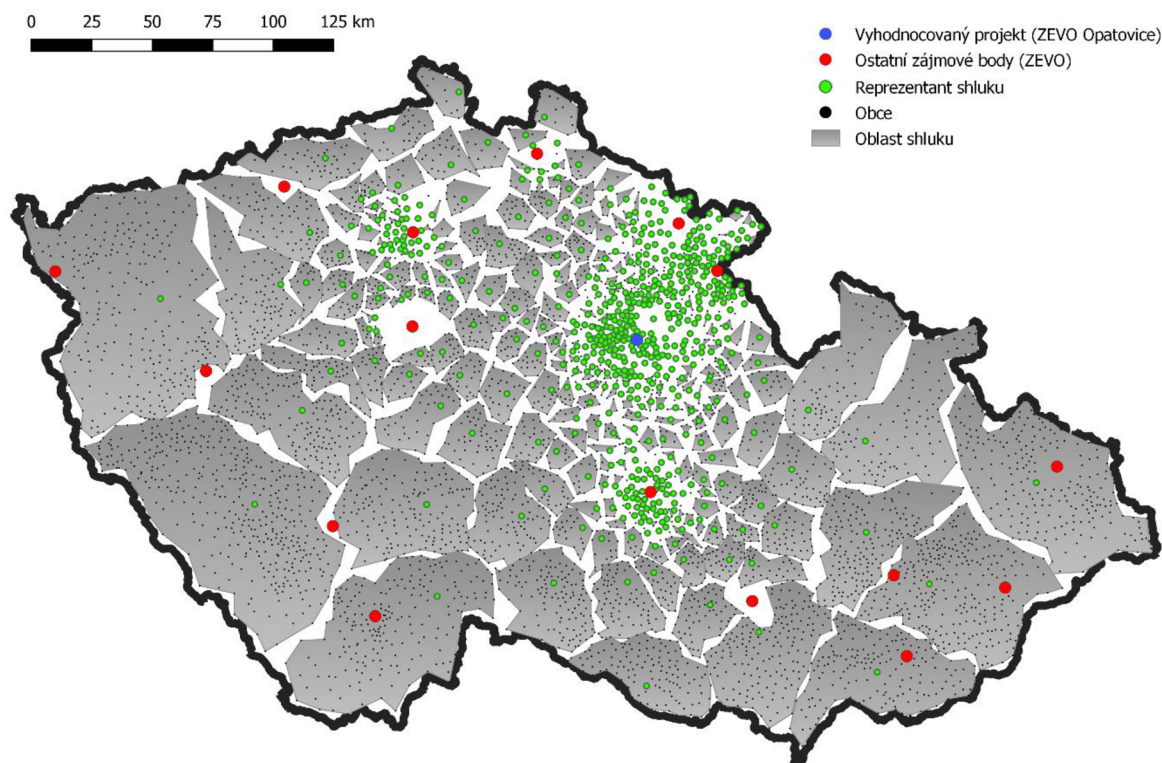 0 25 50 75 100 125 km
Vyhodnocovaný projekt (ZEVO Opatovice)
Ostatní zájmové body (ZEVO)
Reprezentant shluku
Obce
Oblast shluku